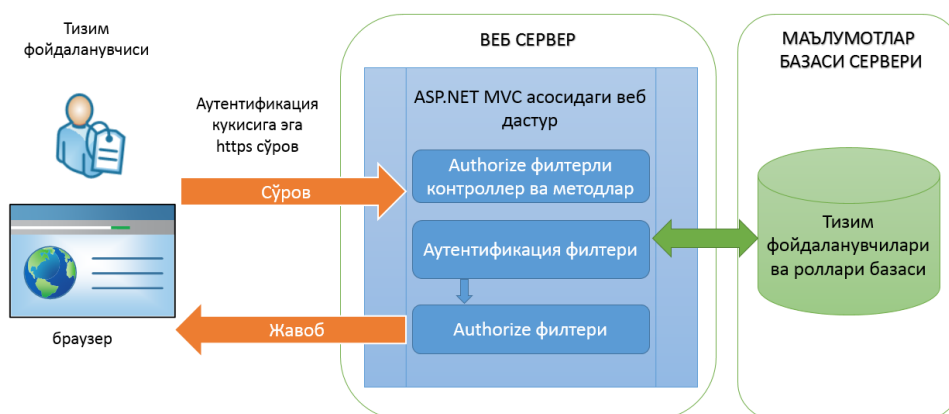 Тизим
фойдаланувчиси
Аутентификация
кукисига эга
https сўров
Сўров
Жавоб
браузер
ВЕБ СЕРВЕР
ASP.NET MVC асосидаги веб
дастур
Authorize филтерли
контроллер ва методлар
Аутентификация филтери
Authorize филтери
МАЪЛУМОТЛАР
БАЗАСИ СЕРВЕРИ
Тизим
фойдаланувчилари
ва роллари базаси